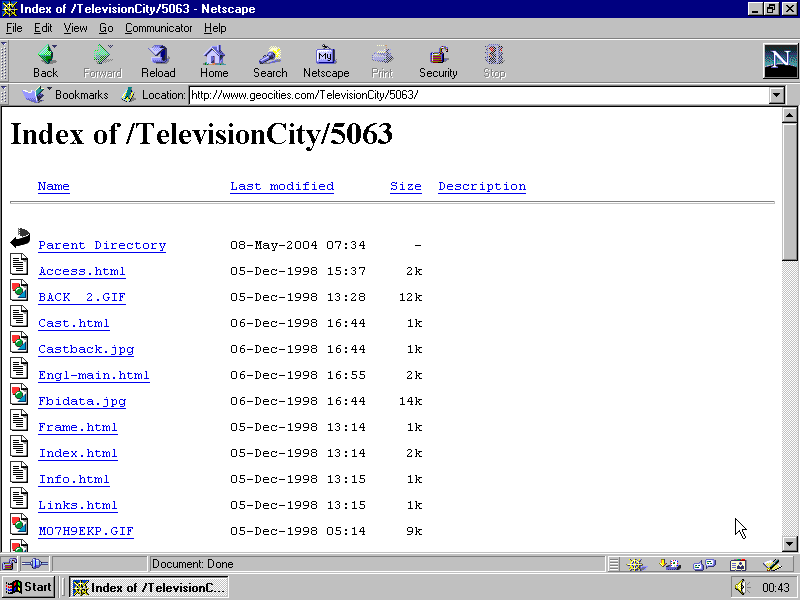 Index of /TelevisionCity/5063 - Netscape
File Edit View Go Communicator Help
Back Forward Reload Home Search Netscape Print Security Stop
My
N
Bookmarks Location: http://www.geocities.com/TelevisionCity/5063/
Index of /TelevisionCity/5063
Name Last modified Size Description
Parent Directory 08-May-2004 07:34 -
Access.html 05-Dec-1998 15:37 2k
BACK_2.GIF 05-Dec-1998 13:28 12k
Cast.html 06-Dec-1998 16:44 1k
Castback.jpg 06-Dec-1998 16:44 1k
Engl-main.html 06-Dec-1998 16:55 2k
Fbidata.jpg 06-Dec-1998 16:44 14k
Frame.html 05-Dec-1998 13:14 1k
Index.html 05-Dec-1998 13:14 2k
Info.html 05-Dec-1998 13:15 1k
Links.html 05-Dec-1998 13:15 1k
MO7H9EKP.GIF 05-Dec-1998 05:14 9k
Document: Done
Start Index of /TelevisionC... 00:43